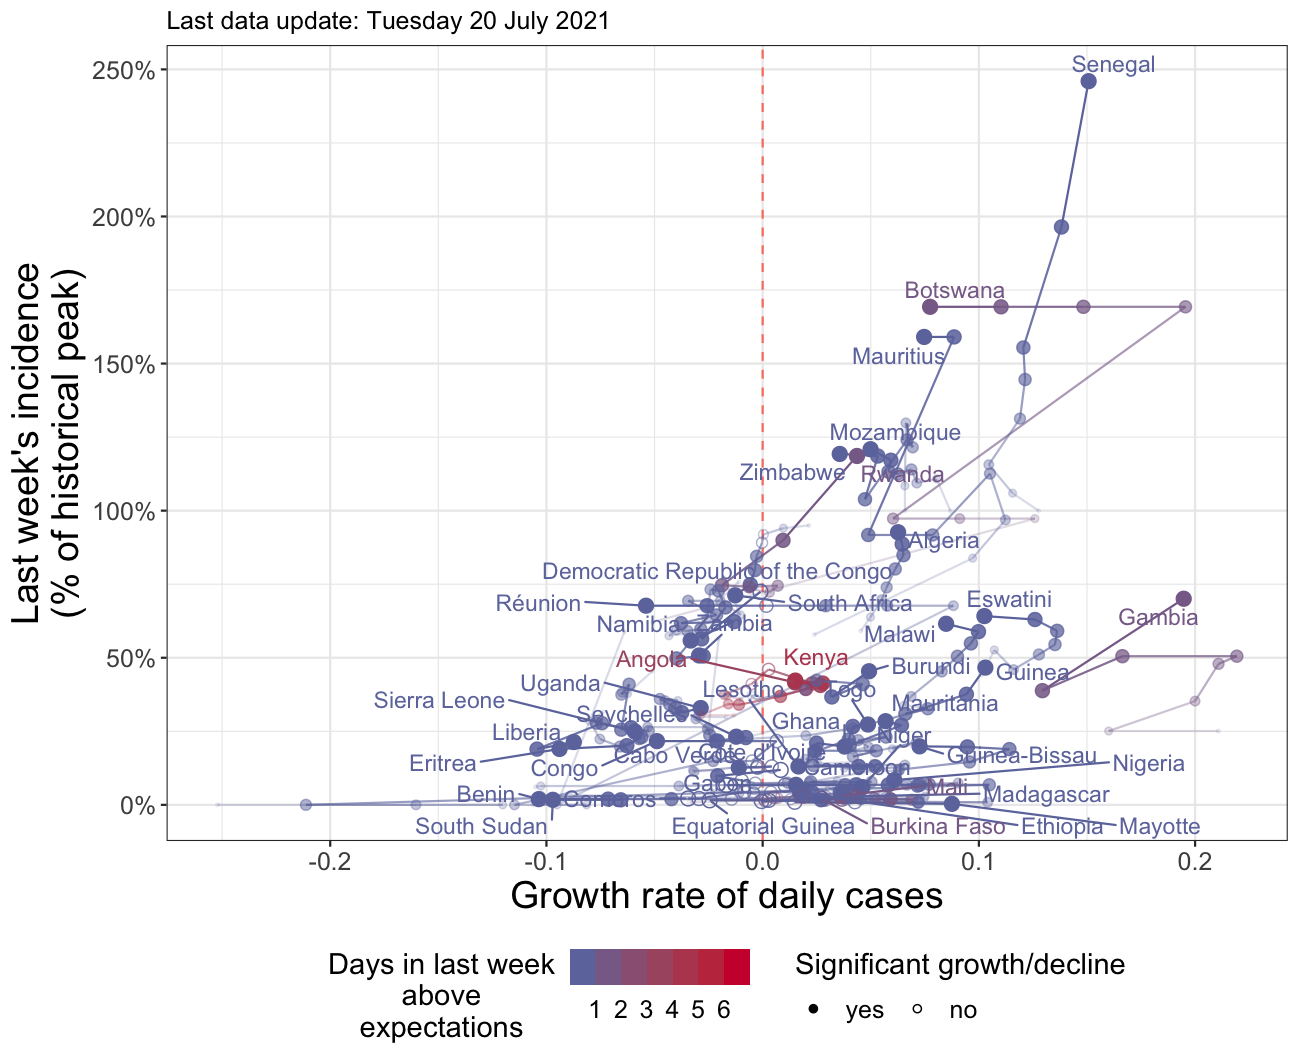 Last data update: Tuesday 20 July 2021
250%
200%
150%
100%
50%
0%
Last week's incidence
(% of historical peak)
Senegal
Botswana
Mauritius
Mozambique
Zimbabwe
Rwanda
Algeria
Democratic Republic of the Congo
Réunion
South Africa
Eswatini
Namibia
Zambia
Malawi
Gambia
Angola
Kenya
Burundi
Guinea
Uganda
Lesotho
Togo
Sierra Leone
Mauritania
Seychelles
Ghana
Liberia
Niger
Eritrea
Congo
Cabo Verde
Côte d'Ivoire
Guinea-Bissau
Cameroon
Nigeria
Gabon
Mali
Benin
Comoros
Madagascar
South Sudan
Equatorial Guinea
Burkina Faso
Ethiopia
Mayotte
-0.2
-0.1
0.0
0.1
0.2
Growth rate of daily cases
Days in last week
above
expectations
1 2 3 4 5 6
Significant growth/decline
yes
no